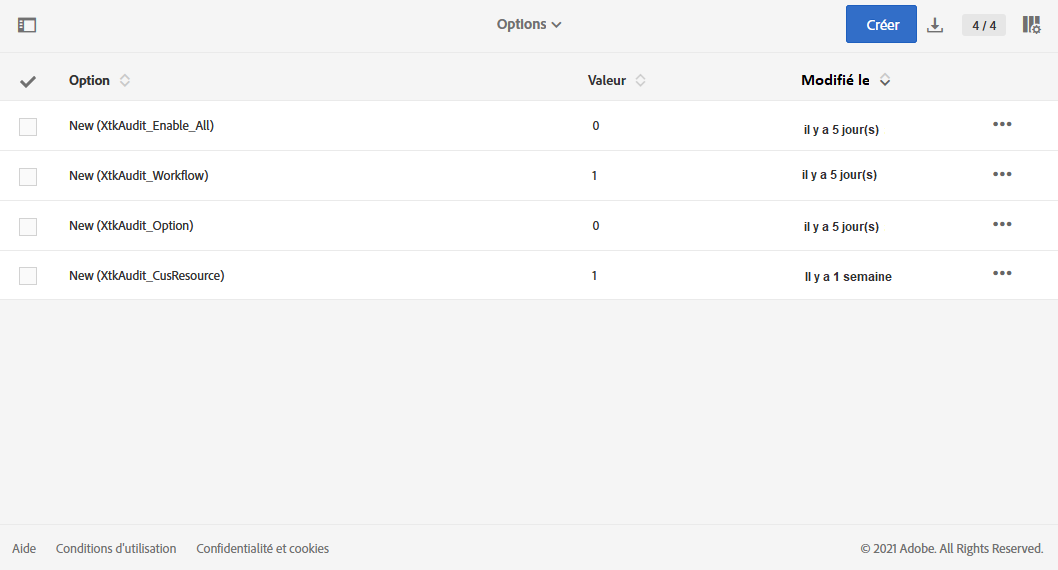 Options
Créer
4 / 4
Option Valeur Modifié le
New (XtkAudit_Enable_All) 0 il y a 5 jour(s)
New (XtkAudit_Workflow) 1 il y a 5 jour(s)
New (XtkAudit_Option) 0 il y a 5 jour(s)
New (XtkAudit_CusResource) 1 Il y a 1 semaine
Aide Conditions d'utilisation Confidentialité et cookies © 2021 Adobe. All Rights Reserved.